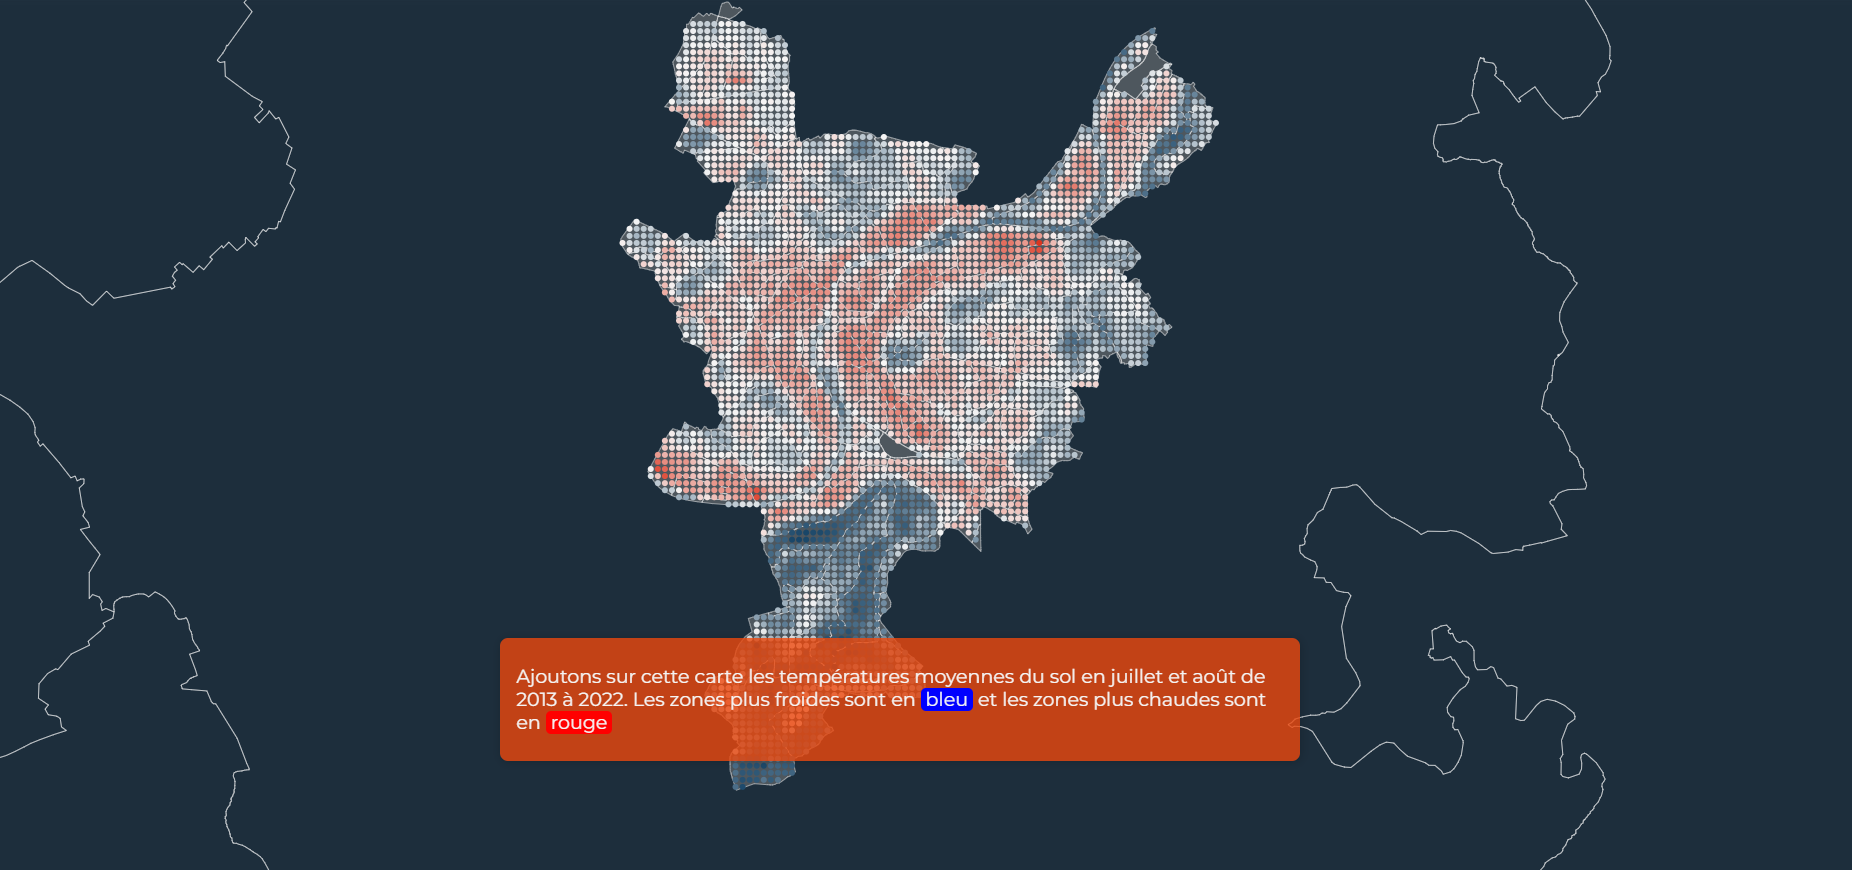 Ajoutons sur cette carte les températures moyennes du sol en juillet et août de
2013 à 2022. Les zones plus froides sont en bleu et les zones plus chaudes sont
en rouge